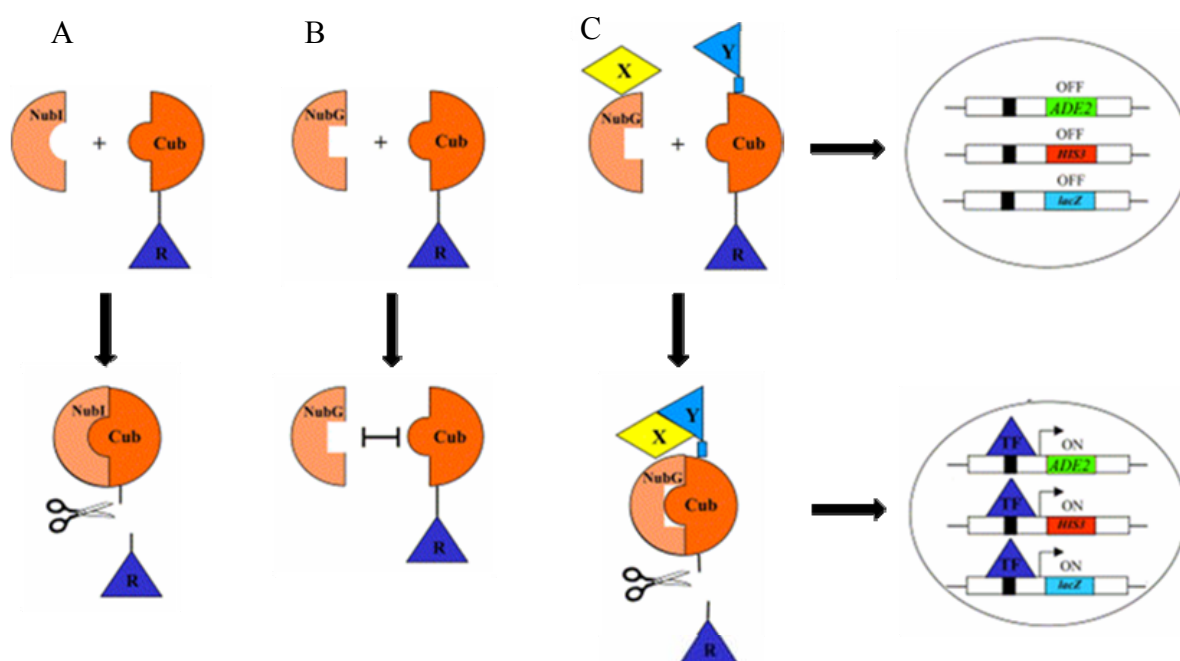 A
B
C
NubI
+
Cub
R
NubG
+
Cub
R
X
Y
NubG
+
Cub
R
OFF
ADE2
OFF
HIS3
OFF
lacZ
NubI
Cub
R
NubG
Cub
R
X
Y
NubG
Cub
R
TF
ON
ADE2
TF
ON
HIS3
TF
ON
lacZ